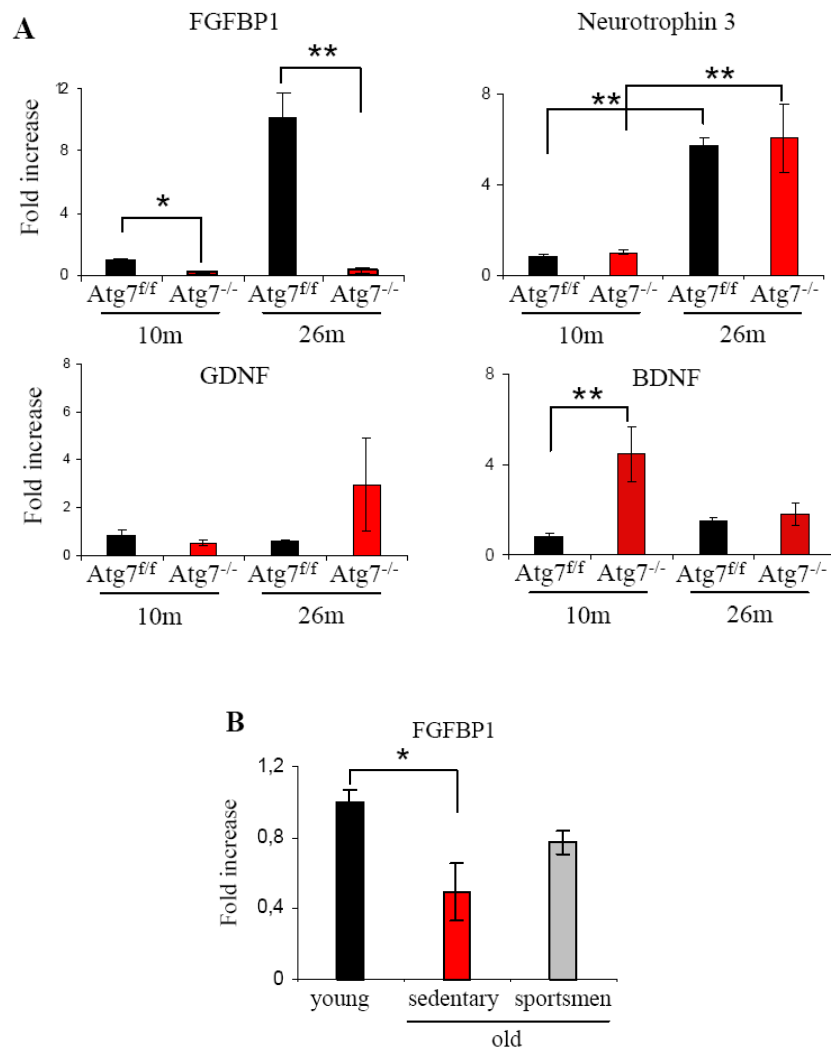 A
FGFBP1
**
*
Fold increase
12
8
4
0
Atg7f/f Atg7-/- Atg7f/f Atg7-/-
10m 26m
Neurotrophin 3
**
**
8
4
0
Atg7f/f Atg7-/- Atg7f/f Atg7-/-
10m 26m
GDNF
Fold increase
8
6
4
2
0
Atg7f/f Atg7-/- Atg7f/f Atg7-/-
10m 26m
BDNF
**
8
4
0
Atg7f/f Atg7-/- Atg7f/f Atg7-/-
10m 26m
B
FGFBP1
*
Fold increase
1,2
0,8
0,4
0
young sedentary sportsmen
old